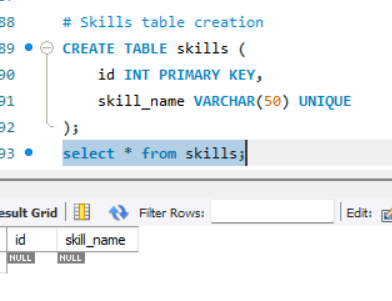 88 # Skills table creation
89 CREATE TABLE skills (
90 id INT PRIMARY KEY,
91 skill_name VARCHAR(50) UNIQUE
92 );
93 select * from skills;
esult Grid Filter Rows: Edit:
id skill_name
NULL NULL